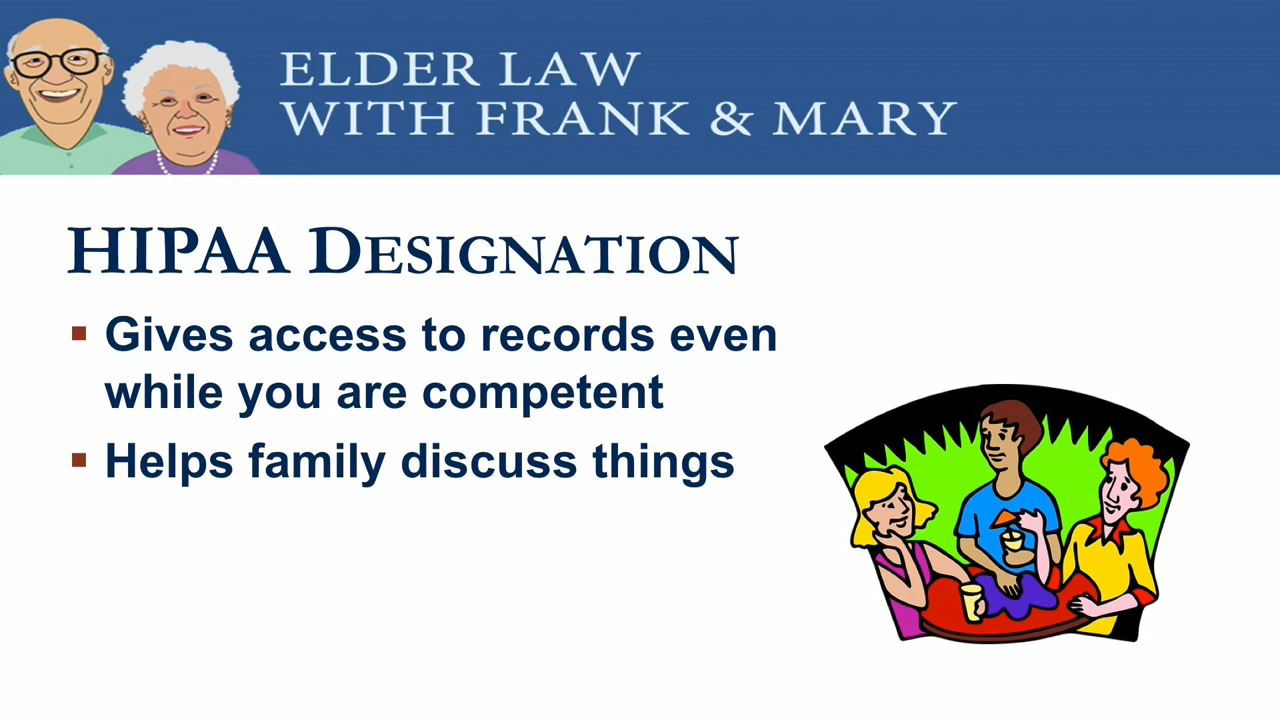 ELDER LAW
WITH FRANK & MARY
HIPAA DESIGNATION
▪ Gives access to records even
while you are competent
▪ Helps family discuss things